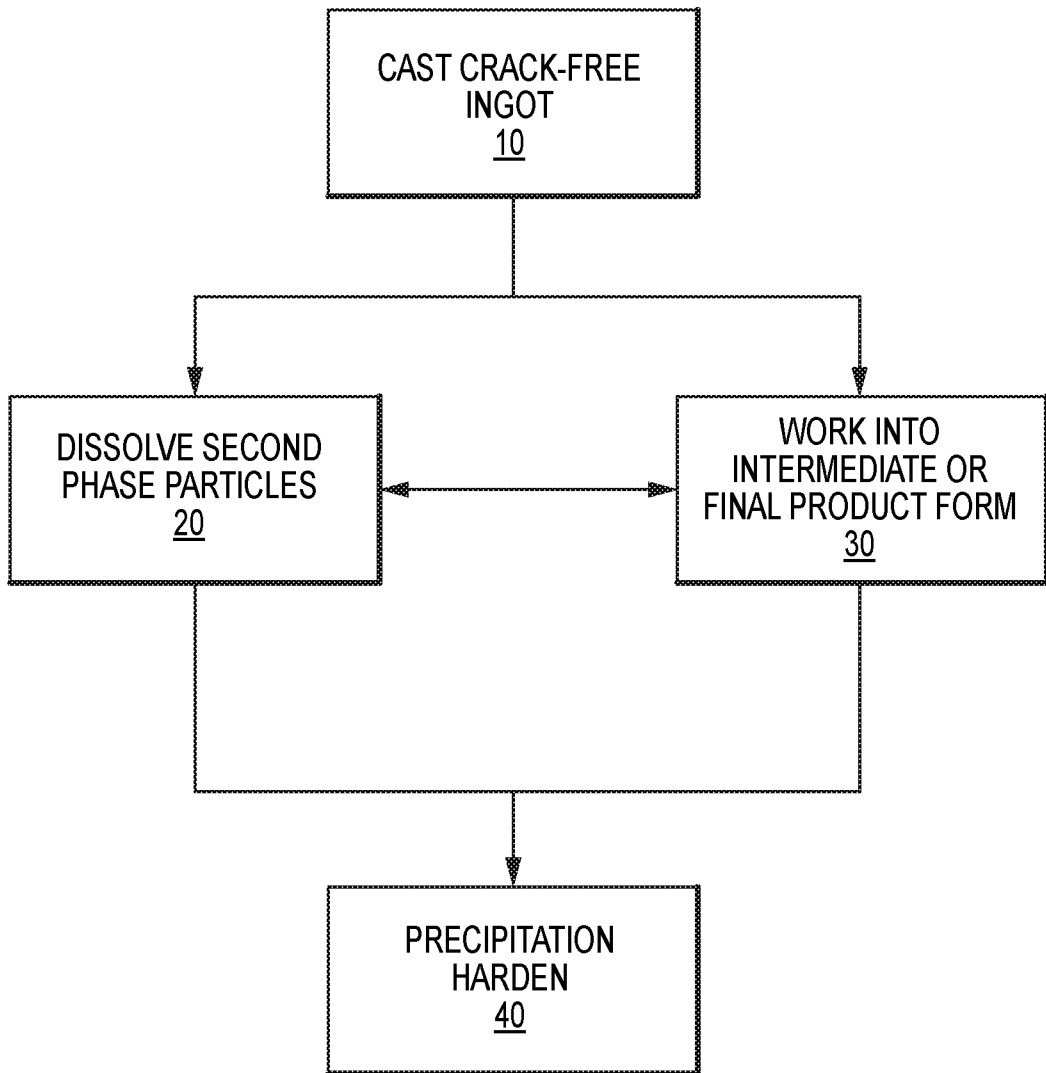 CAST CRACK-FREE
INGOT
10
DISSOLVE SECOND
PHASE PARTICLES
20
WORK INTO
INTERMEDIATE OR
FINAL PRODUCT FORM
30
PRECIPITATION
HARDEN
40